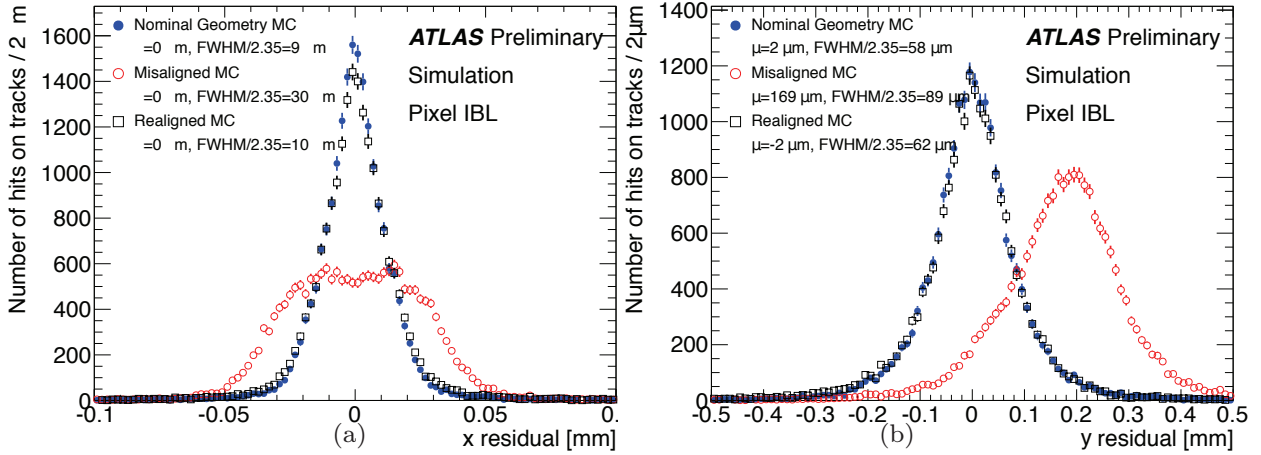 Number of hits on tracks / 2 m
1600
1400
1200
1000
800
600
400
200
0
Nominal Geometry MC
=0 m, FWHM/2.35=9 m
Misaligned MC
=0 m, FWHM/2.35=30 m
Realigned MC
=0 m, FWHM/2.35=10 m
ATLAS Preliminary
Simulation
Pixel IBL
-0.1 -0.05 0 0.05 0.
x residual [mm]
(a)
Number of hits on tracks / 2μm
1400
1200
1000
800
600
400
200
0
Nominal Geometry MC
μ=2 μm, FWHM/2.35=58 μm
Misaligned MC
μ=169 μm, FWHM/2.35=89 μm
Realigned MC
μ=-2 μm, FWHM/2.35=62 μm
ATLAS Preliminary
Simulation
Pixel IBL
-0.5 -0.4 -0.3 -0.2 -0.1 0 0.1 0.2 0.3 0.4 0.5
y residual [mm]
(b)